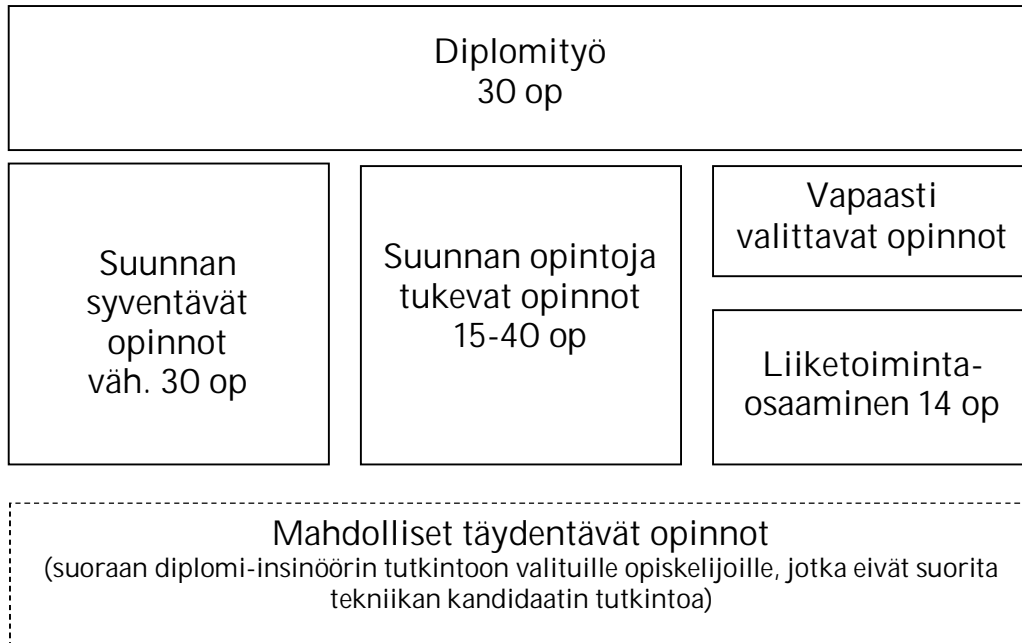 Diplomityö
30 op
Suunnan
syventävät
opinnot
väh. 30 op
Suunnan opintoja
tukevat opinnot
15-40 op
Vapaasti
valittavat opinnot
Liiketoiminta-
osaaminen 14 op
Mahdolliset täydentävät opinnot
(suoraan diplomi-insinöörin tutkintoon valituille opiskelijoille, jotka eivät suorita
tekniikan kandidaatin tutkintoa)